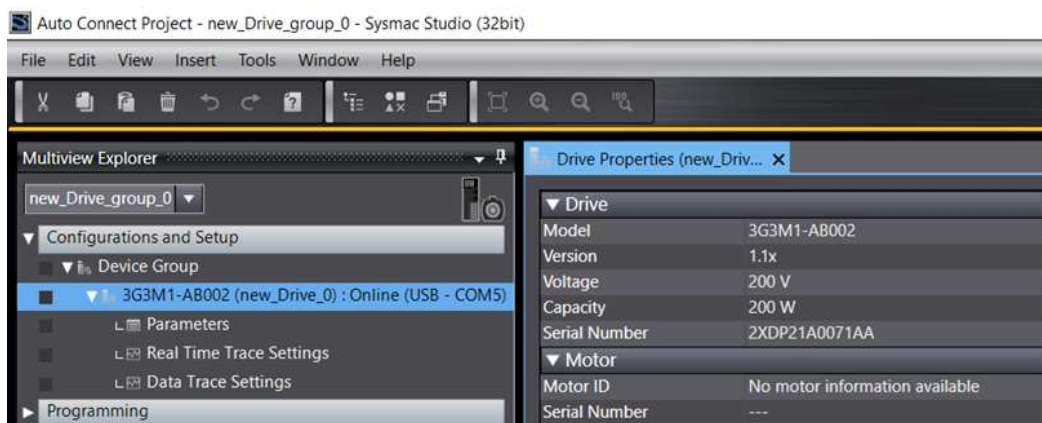 Auto Connect Project - new_Drive_group_0 - Sysmac Studio (32bit)
File Edit View Insert Tools Window Help
Multiview Explorer
new_Drive_group_0
Configurations and Setup
Device Group
3G3M1-AB002 (new_Drive_0) : Online (USB - COM5)
Parameters
Real Time Trace Settings
Data Trace Settings
Programming
Drive Properties (new_Driv... X
Drive
Model 3G3M1-AB002
Version 1.1x
Voltage 200 V
Capacity 200 W
Serial Number 2XDP21A0071AA
Motor
Motor ID No motor information available
Serial Number ---